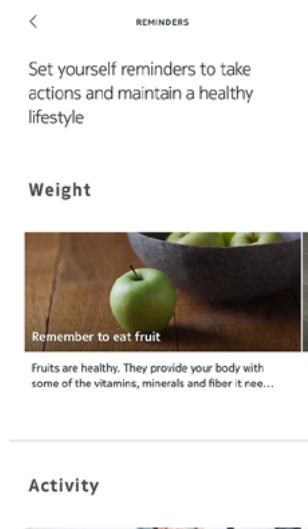 REMINDERS
Set yourself reminders to take
actions and maintain a healthy
lifestyle
Weight
Remember to eat fruit
Fruits are healthy. They provide your body with
some of the vitamins, minerals and fiber it nee...
Activity